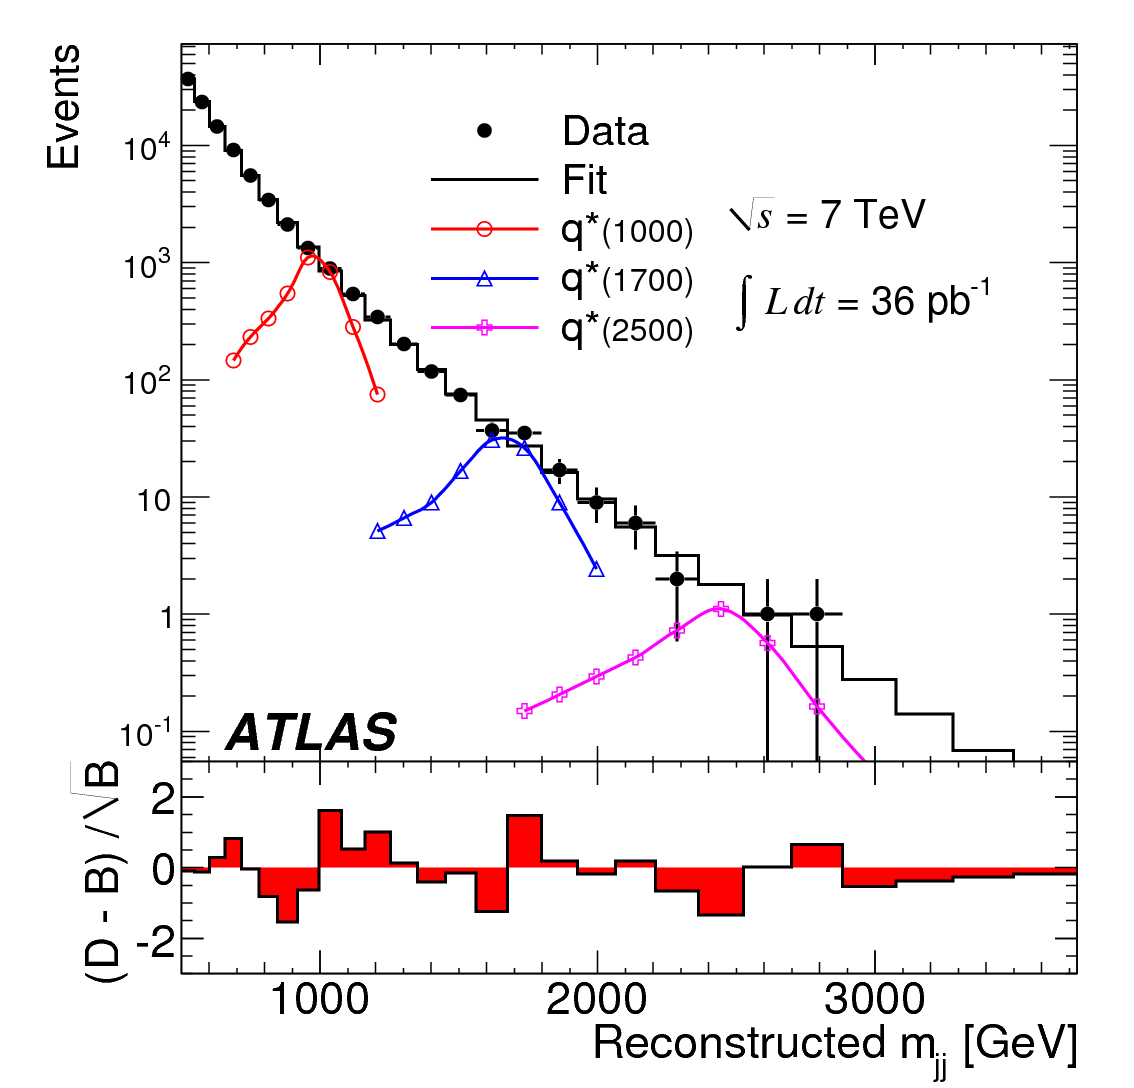 Events
10⁴
10³
10²
10
1
10⁻¹
Data
Fit
q*(1000)
q*(1700)
q*(2500)
√s = 7 TeV
∫ L dt = 36 pb⁻¹
ATLAS
(D - B) / √B
2
0
-2
1000 2000 3000
Reconstructed m_jj [GeV]